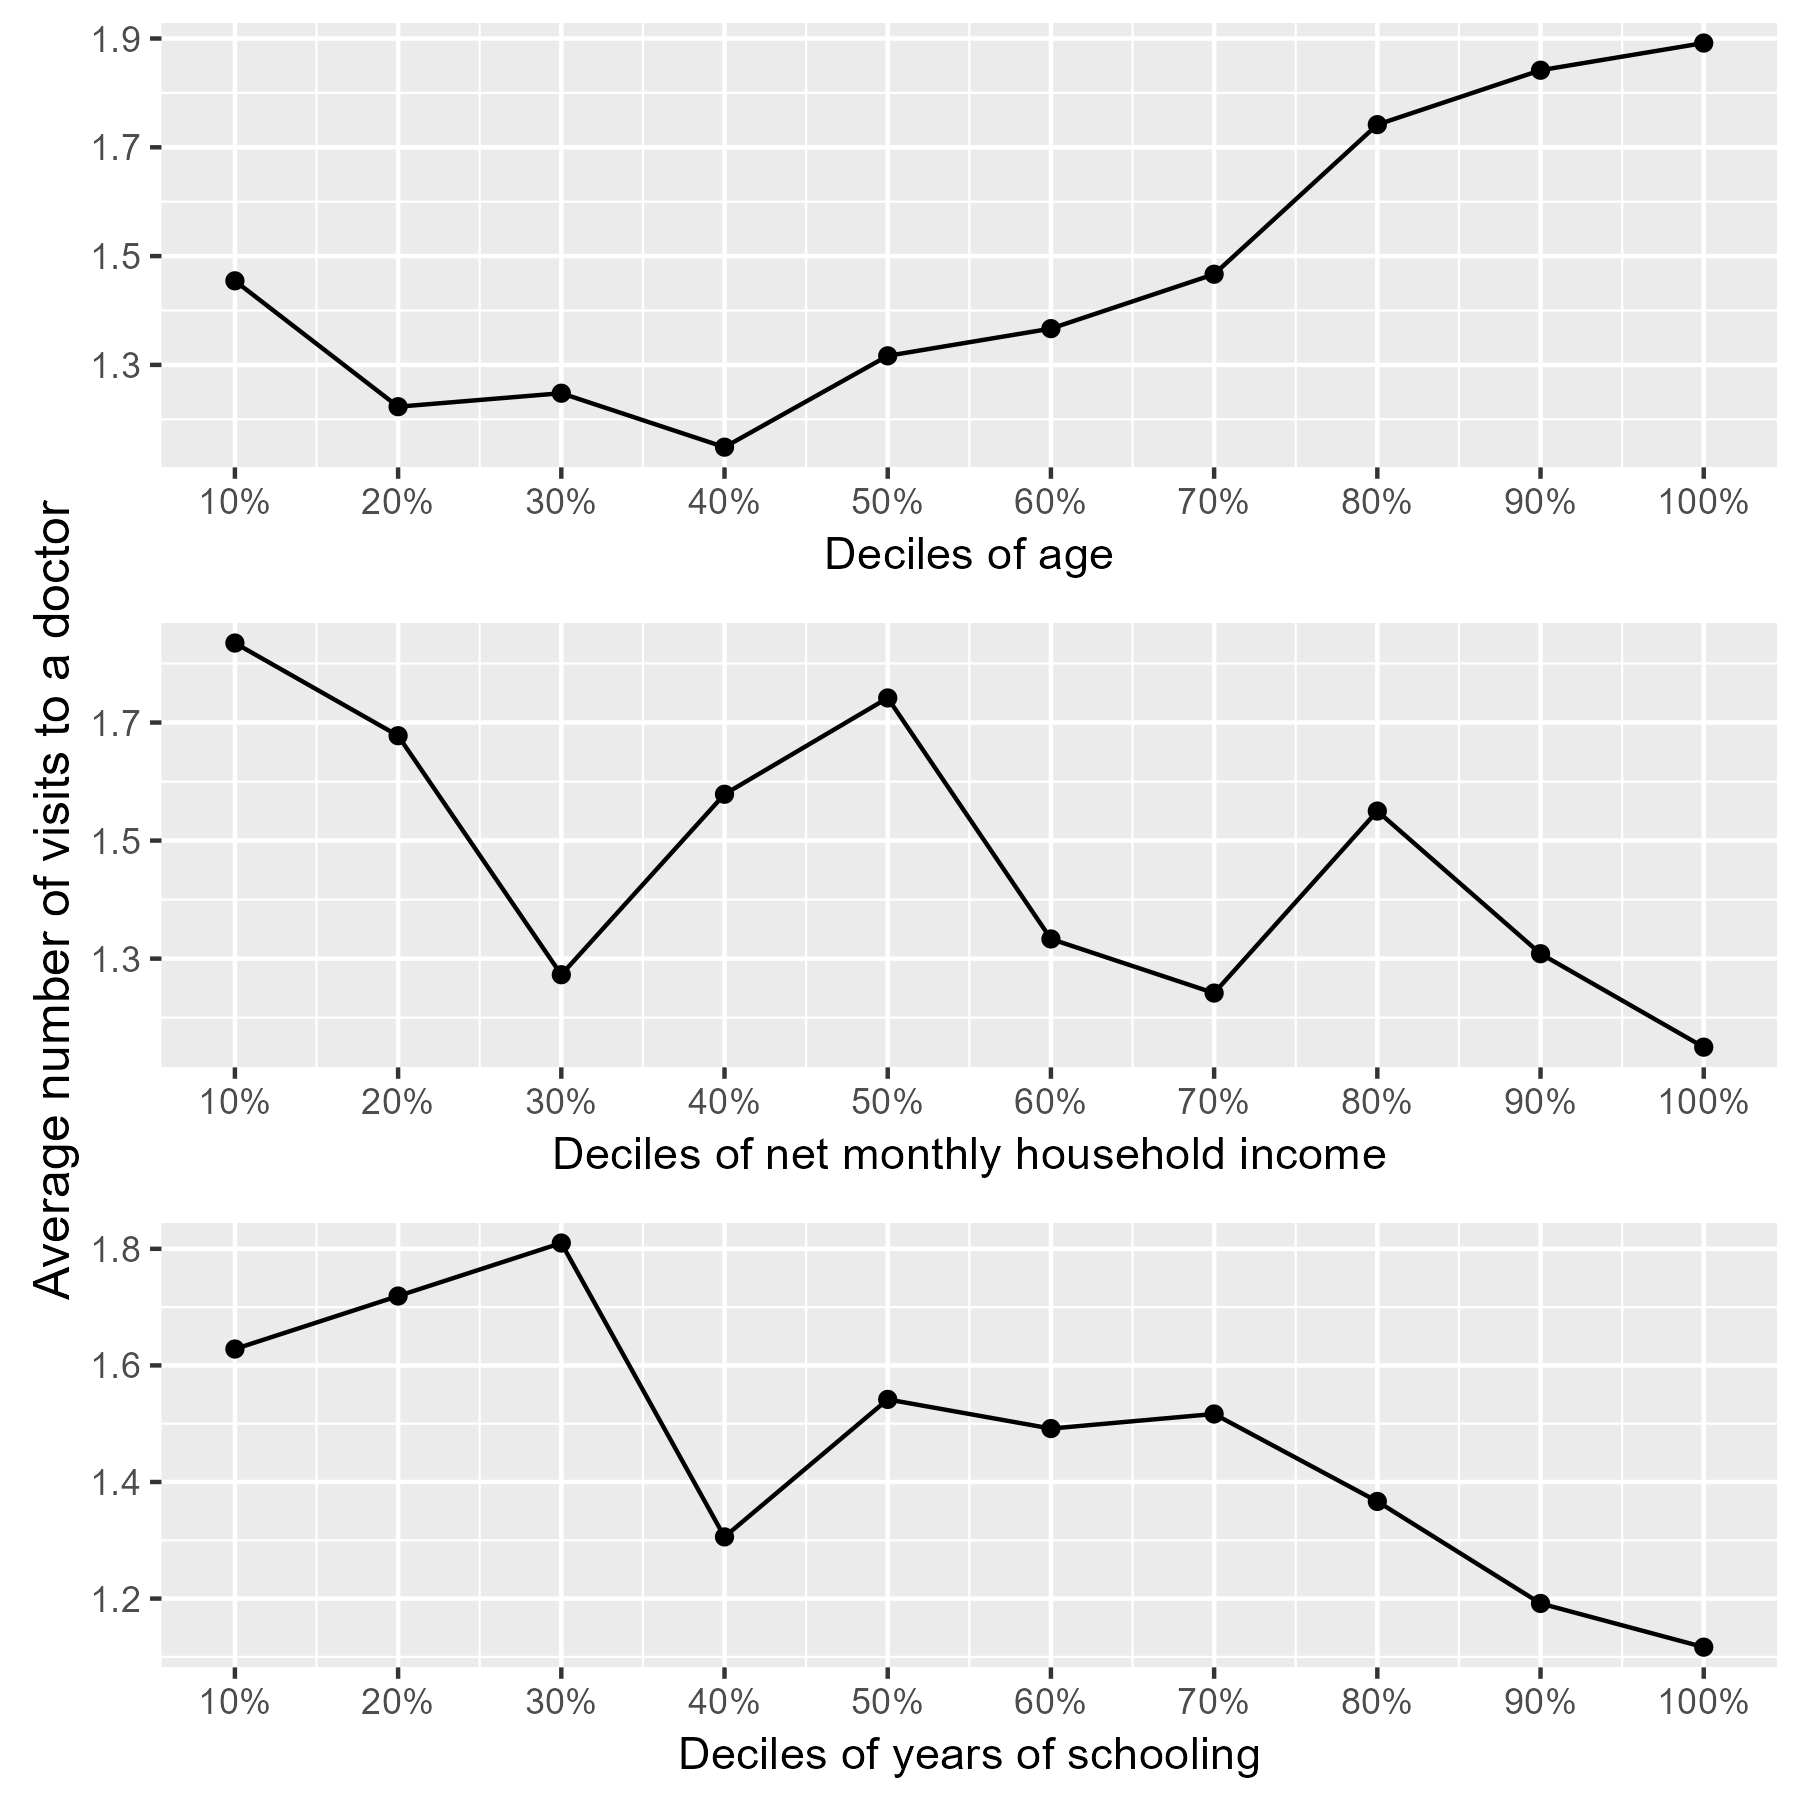 Average number of visits to a doctor
1.9
1.7
1.5
1.3
10% 20% 30% 40% 50% 60% 70% 80% 90% 100%
Deciles of age
1.7
1.5
1.3
10% 20% 30% 40% 50% 60% 70% 80% 90% 100%
Deciles of net monthly household income
1.8
1.6
1.4
1.2
10% 20% 30% 40% 50% 60% 70% 80% 90% 100%
Deciles of years of schooling